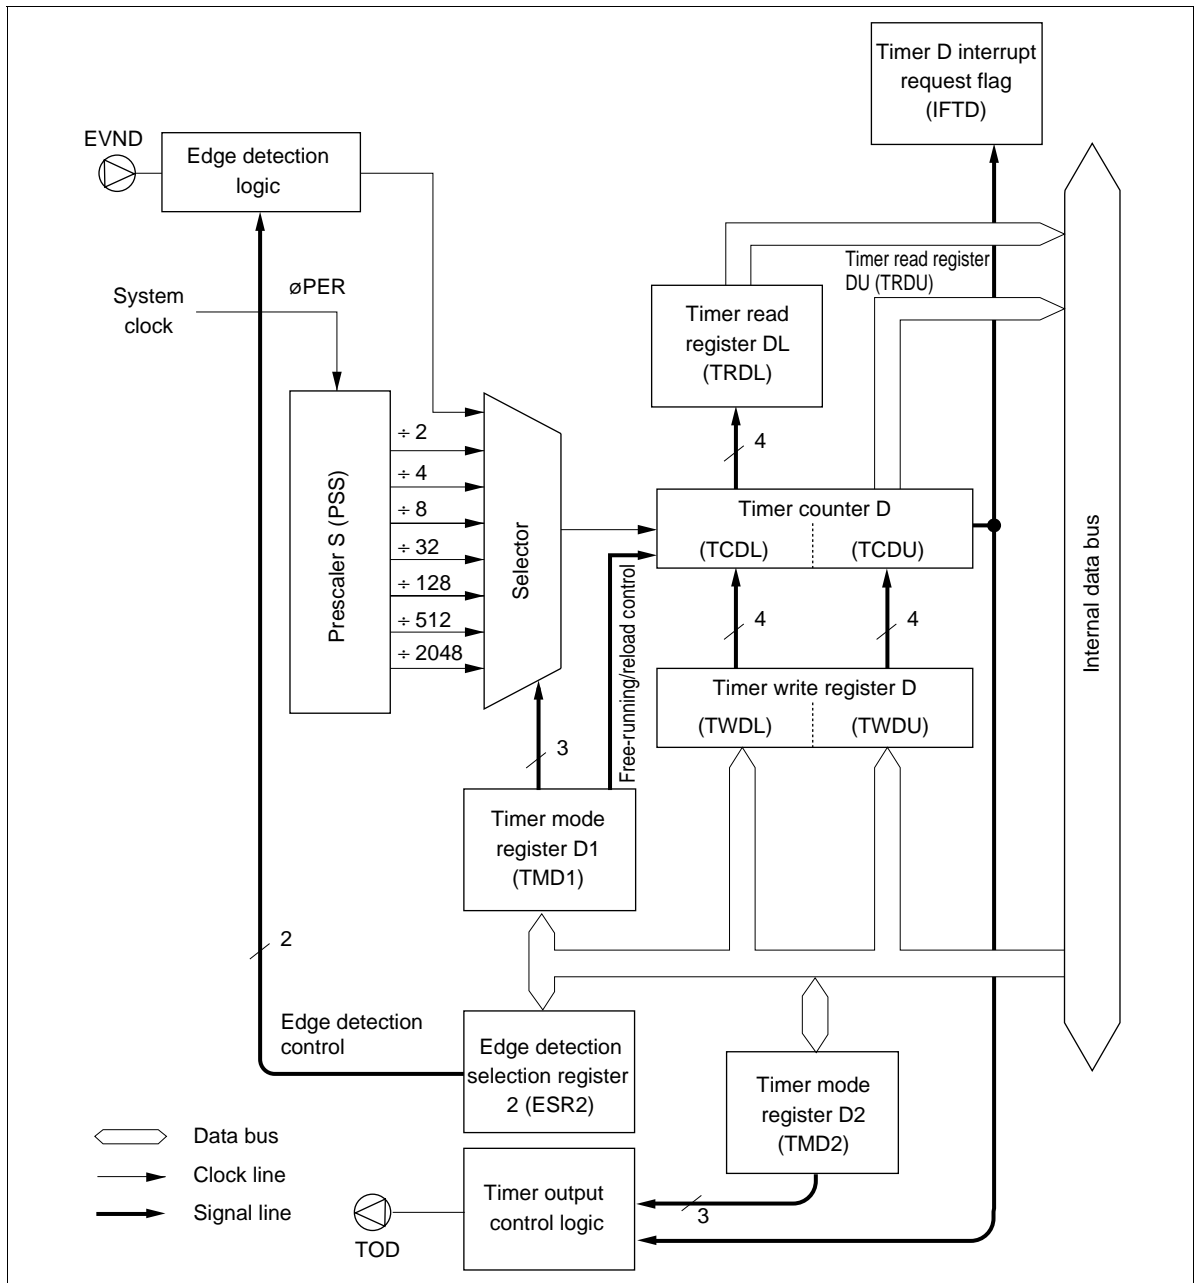 Timer D interrupt
request flag
(IFTD)
EVND
Edge detection
logic
Timer read register
DU (TRDU)
øPER
System
clock
Timer read
register DL
(TRDL)
÷ 2
÷ 4
÷ 8
÷ 32
÷ 128
÷ 512
÷ 2048
Prescaler S (PSS)
Selector
4
Timer counter D
(TCDL)
(TCDU)
Free-running/reload control
4
4
Internal data bus
Timer write register D
(TWDL)
(TWDU)
3
Timer mode
register D1
(TMD1)
2
Edge detection
control
Edge detection
selection register
2 (ESR2)
Timer mode
register D2
(TMD2)
Data bus
Clock line
Signal line
Timer output
control logic
3
TOD